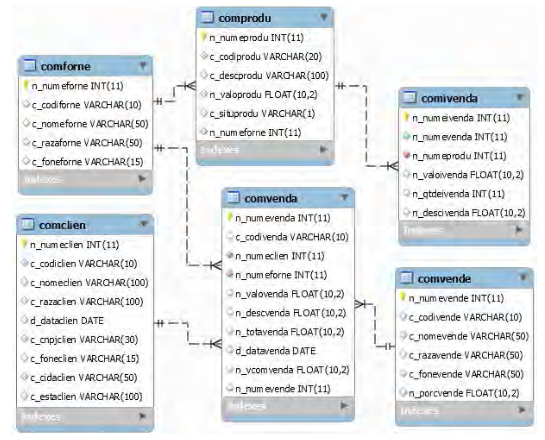 comprodu
n_numeprodu INT(11)
c_codiprodu VARCHAR(20)
c_descprodu VARCHAR(100)
n_valoprodu FLOAT(10,2)
c_situprodu VARCHAR(1)
n_numeforne INT(11)
Indexes
comforne
n_numeforne INT(11)
c_codiforne VARCHAR(10)
c_nomeforne VARCHAR(50)
c_razaforne VARCHAR(50)
c_foneforne VARCHAR(15)
Indexes
comivenda
n_numeivenda INT(11)
n_numevenda INT(11)
n_numeprodu INT(11)
n_valoivenda FLOAT(10,2)
n_qtdeivenda INT(11)
n_descivenda FLOAT(10,2)
Indexes
comclien
n_numeclien INT(11)
c_codiclien VARCHAR(10)
c_nomeclien VARCHAR(100)
c_razaclien VARCHAR(100)
d_dataclien DATE
c_cnpjclien VARCHAR(30)
c_foneclien VARCHAR(15)
c_cidaclien VARCHAR(50)
c_estaclien VARCHAR(100)
Indexes
comvenda
n_numevenda INT(11)
c_codivenda VARCHAR(10)
n_numeclien INT(11)
n_numeforne INT(11)
n_valovenda FLOAT(10,2)
n_descvenda FLOAT(10,2)
n_totavenda FLOAT(10,2)
d_datavenda DATE
n_vcomvenda FLOAT(10,2)
n_numevende INT(11)
Indexes
comvende
n_numevende INT(11)
c_codivende VARCHAR(10)
c_nomevende VARCHAR(50)
c_razavende VARCHAR(50)
c_fonevende VARCHAR(50)
n_porcvende FLOAT(10,2)
Indexes